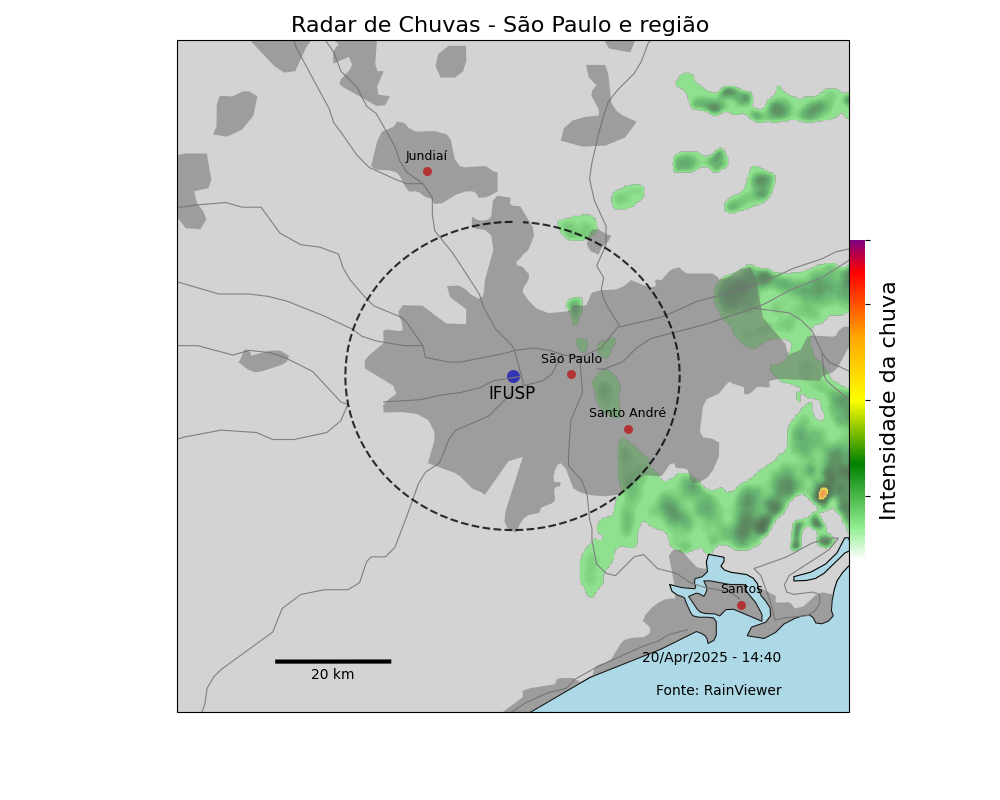 Radar de Chuvas - São Paulo e região
Jundiaí
São Paulo
IFUSP
Santo André
Santos
20 km
20/Apr/2025 - 14:40
Fonte: RainViewer
Intensidade da chuva